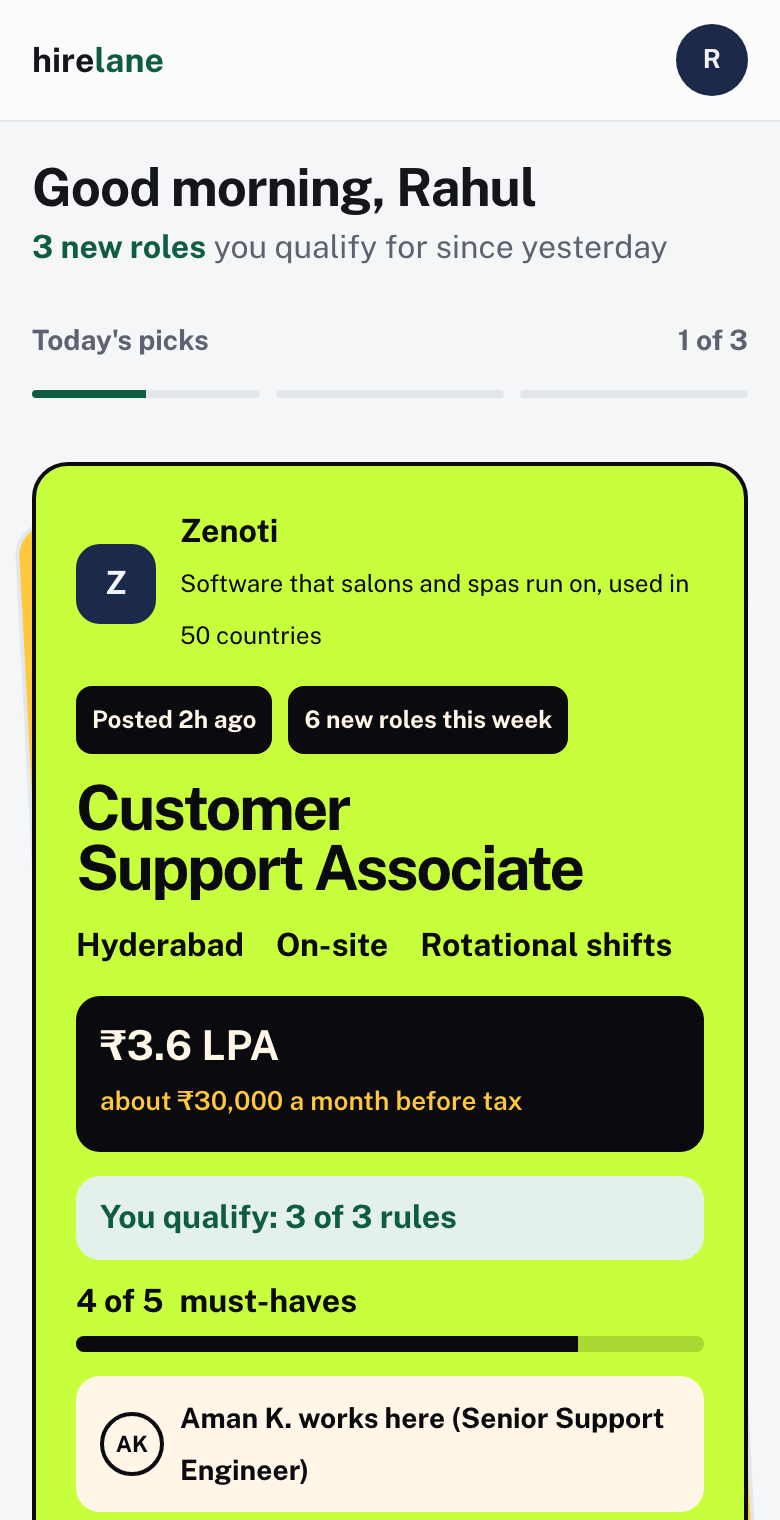 hirelane
R
Good morning, Rahul
3 new roles you qualify for since yesterday
Today's picks
1 of 3
Z
Zenoti
Software that salons and spas run on, used in
50 countries
Posted 2h ago
6 new roles this week
Customer
Support Associate
Hyderabad On-site Rotational shifts
₹3.6 LPA
about ₹30,000 a month before tax
You qualify: 3 of 3 rules
4 of 5 must-haves
AK
Aman K. works here (Senior Support
Engineer)